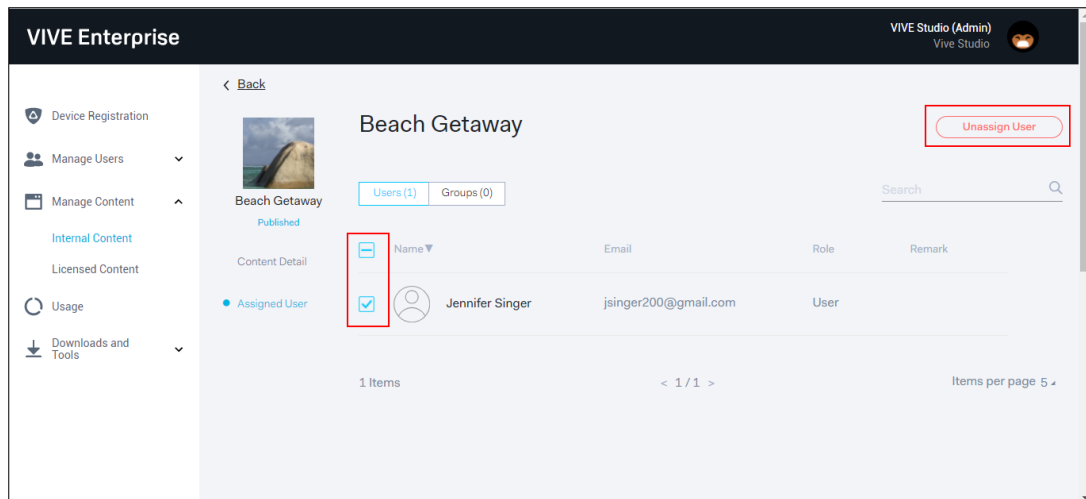 VIVE Enterprise
VIVE Studio (Admin)
Vive Studio
Device Registration
Manage Users
Manage Content
Internal Content
Licensed Content
Usage
Downloads and
Tools
Back
Beach Getaway
Published
Content Detail
Assigned User
Beach Getaway
Unassign User
Users (1)
Groups (0)
Search
Name Email Role Remark
Jennifer Singer jsinger200@gmail.com User
1 Items < 1 / 1 > Items per page 5